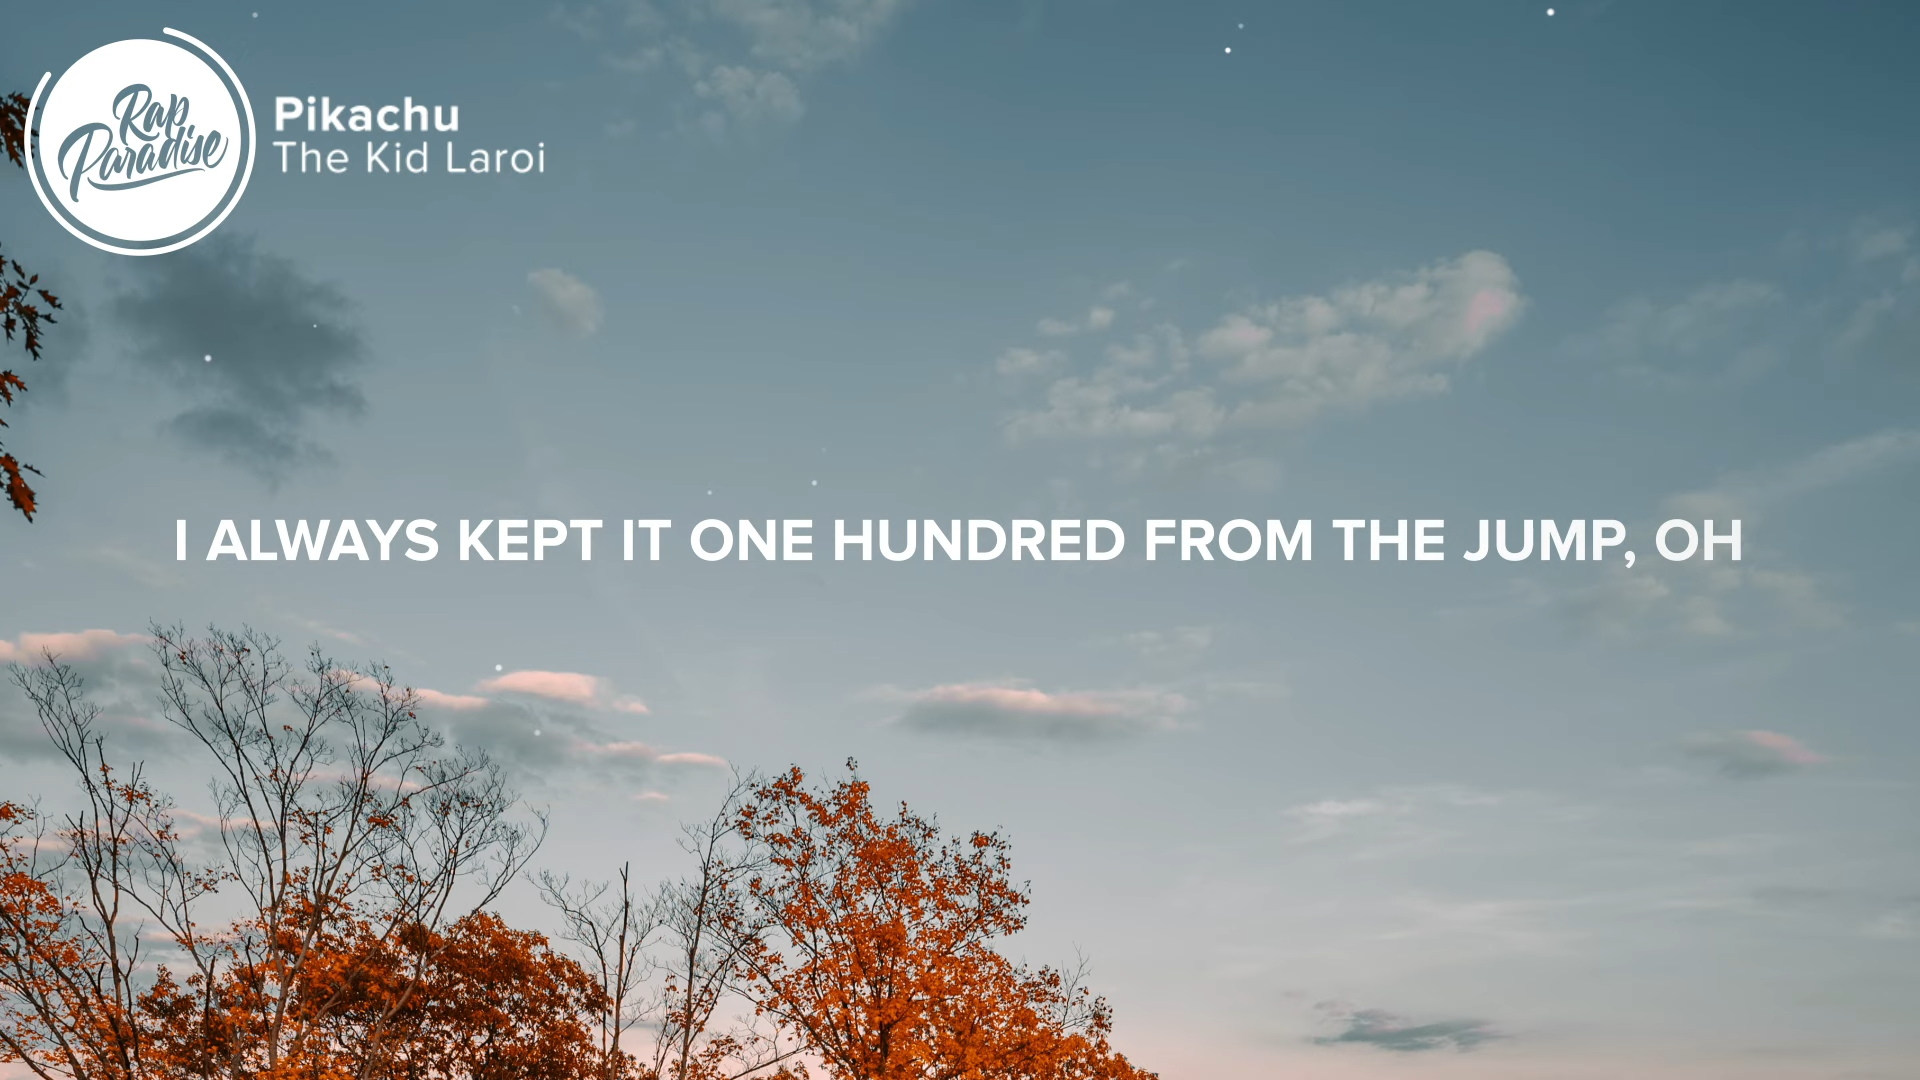 Rap
Paradise
Pikachu
The Kid Laroi
I ALWAYS KEPT IT ONE HUNDRED FROM THE JUMP, OH